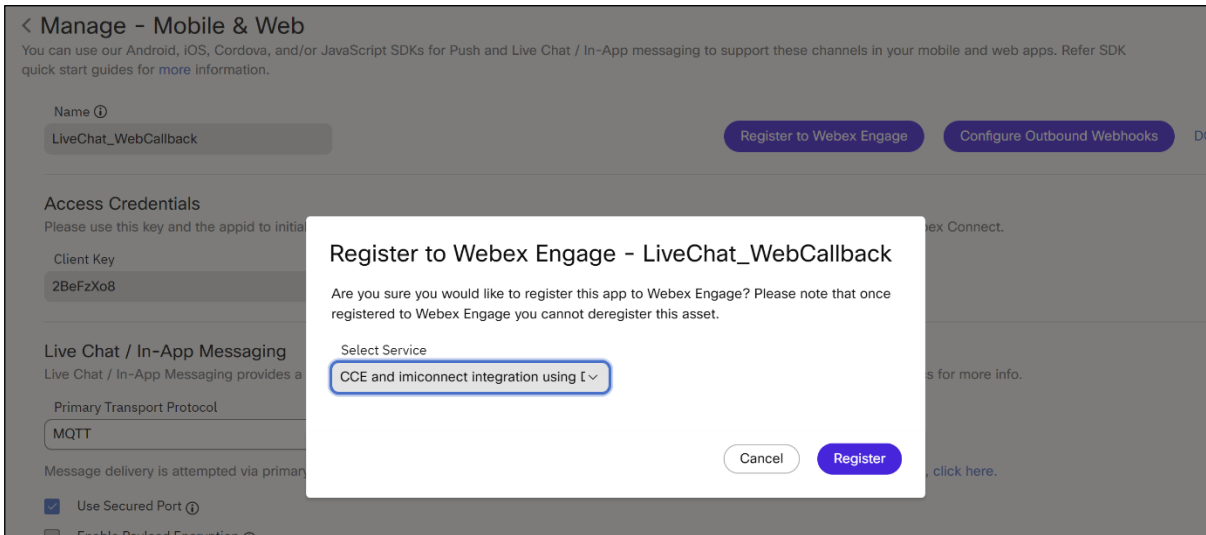 < Manage - Mobile & Web
You can use our Android, iOS, Cordova, and/or JavaScript SDKs for Push and Live Chat / In-App messaging to support these channels in your mobile and web apps. Refer SDK
quick start guides for more information.
Name
LiveChat_WebCallback
Register to Webex Engage
Configure Outbound Webhooks
Access Credentials
Please use this key and the appid to initial
ex Connect.
Client Key
2BeFzXo8
Register to Webex Engage - LiveChat_WebCallback
Are you sure you would like to register this app to Webex Engage? Please note that once
registered to Webex Engage you cannot deregister this asset.
Select Service
CCE and imiconnect integration using
Cancel
Register
Live Chat / In-App Messaging
Live Chat / In-App Messaging provides a
s for more info.
Primary Transport Protocol
MQTT
Message delivery is attempted via primary
, click here.
Use Secured Port
Enable Payload Encryption